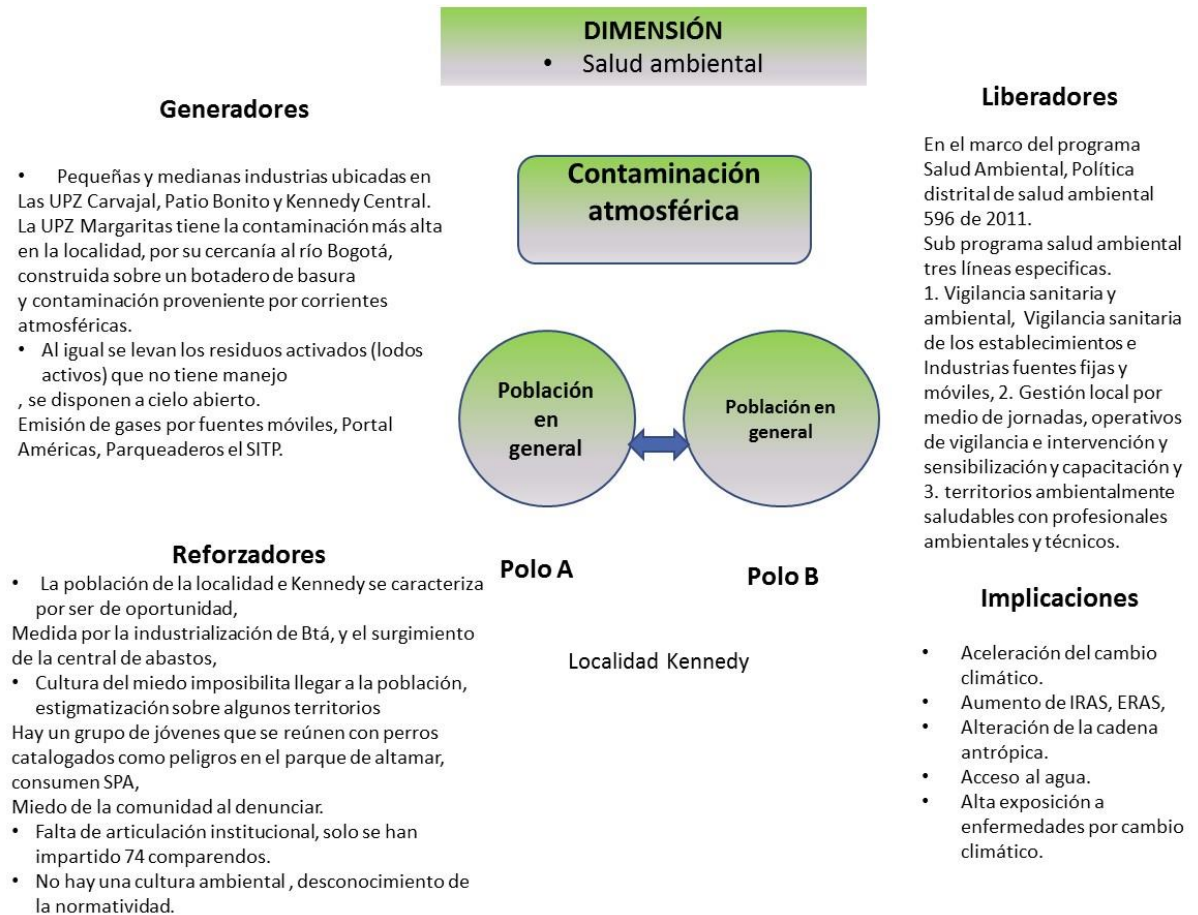 DIMENSIÓN
• Salud ambiental
Generadores
• Pequeñas y medianas industrias ubicadas en
Las UPZ Carvajal, Patio Bonito y Kennedy Central.
La UPZ Margaritas tiene la contaminación más alta
en la localidad, por su cercanía al río Bogotá,
construida sobre un botadero de basura
y contaminación proveniente por corrientes
atmosféricas.
• Al igual se levan los residuos activados (lodos
activos) que no tiene manejo
, se disponen a cielo abierto.
Emisión de gases por fuentes móviles, Portal
Américas, Parqueaderos el SITP.
Contaminación
atmosférica
Población
en
general
Población en
general
Polo A
Polo B
Localidad Kennedy
Liberadores
En el marco del programa
Salud Ambiental, Política
distrital de salud ambiental
596 de 2011.
Sub programa salud ambiental
tres líneas especificas.
1. Vigilancia sanitaria y
ambiental, Vigilancia sanitaria
de los establecimientos e
Industrias fuentes fijas y
móviles, 2. Gestión local por
medio de jornadas, operativos
de vigilancia e intervención y
sensibilización y capacitación y
3. territorios ambientalmente
saludables con profesionales
ambientales y técnicos.
Reforzadores
• La población de la localidad e Kennedy se caracteriza
por ser de oportunidad,
Medida por la industrialización de Btá, y el surgimiento
de la central de abastos,
• Cultura del miedo imposibilita llegar a la población,
estigmatización sobre algunos territorios
Hay un grupo de jóvenes que se reúnen con perros
catalogados como peligros en el parque de altamar,
consumen SPA,
Miedo de la comunidad al denunciar.
• Falta de articulación institucional, solo se han
impartido 74 comparendos.
• No hay una cultura ambiental , desconocimiento de
la normatividad.
Implicaciones
• Aceleración del cambio
climático.
• Aumento de IRAS, ERAS,
• Alteración de la cadena
antrópica.
• Acceso al agua.
• Alta exposición a
enfermedades por cambio
climático.